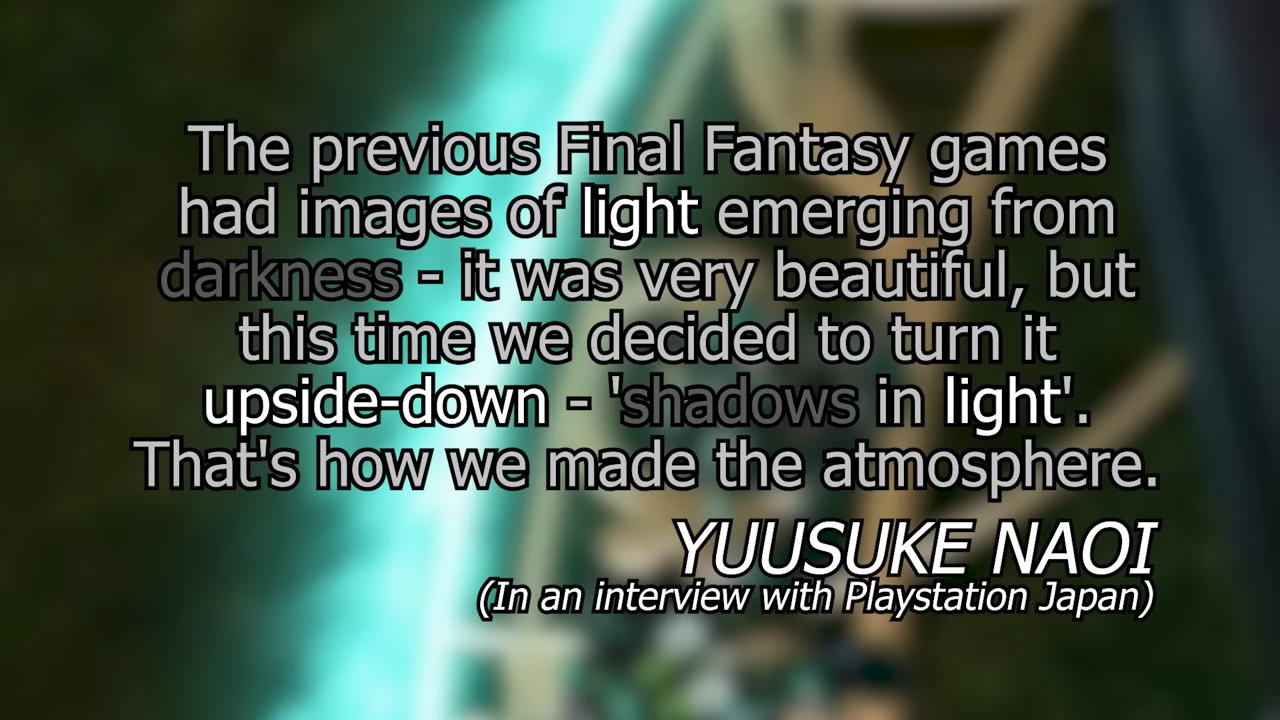 The previous Final Fantasy games
had images of light emerging from
darkness - it was very beautiful, but
this time we decided to turn it
upside-down - 'shadows in light'.
That's how we made the atmosphere.
YUUSUKE NAOI
(In an interview with Playstation Japan)